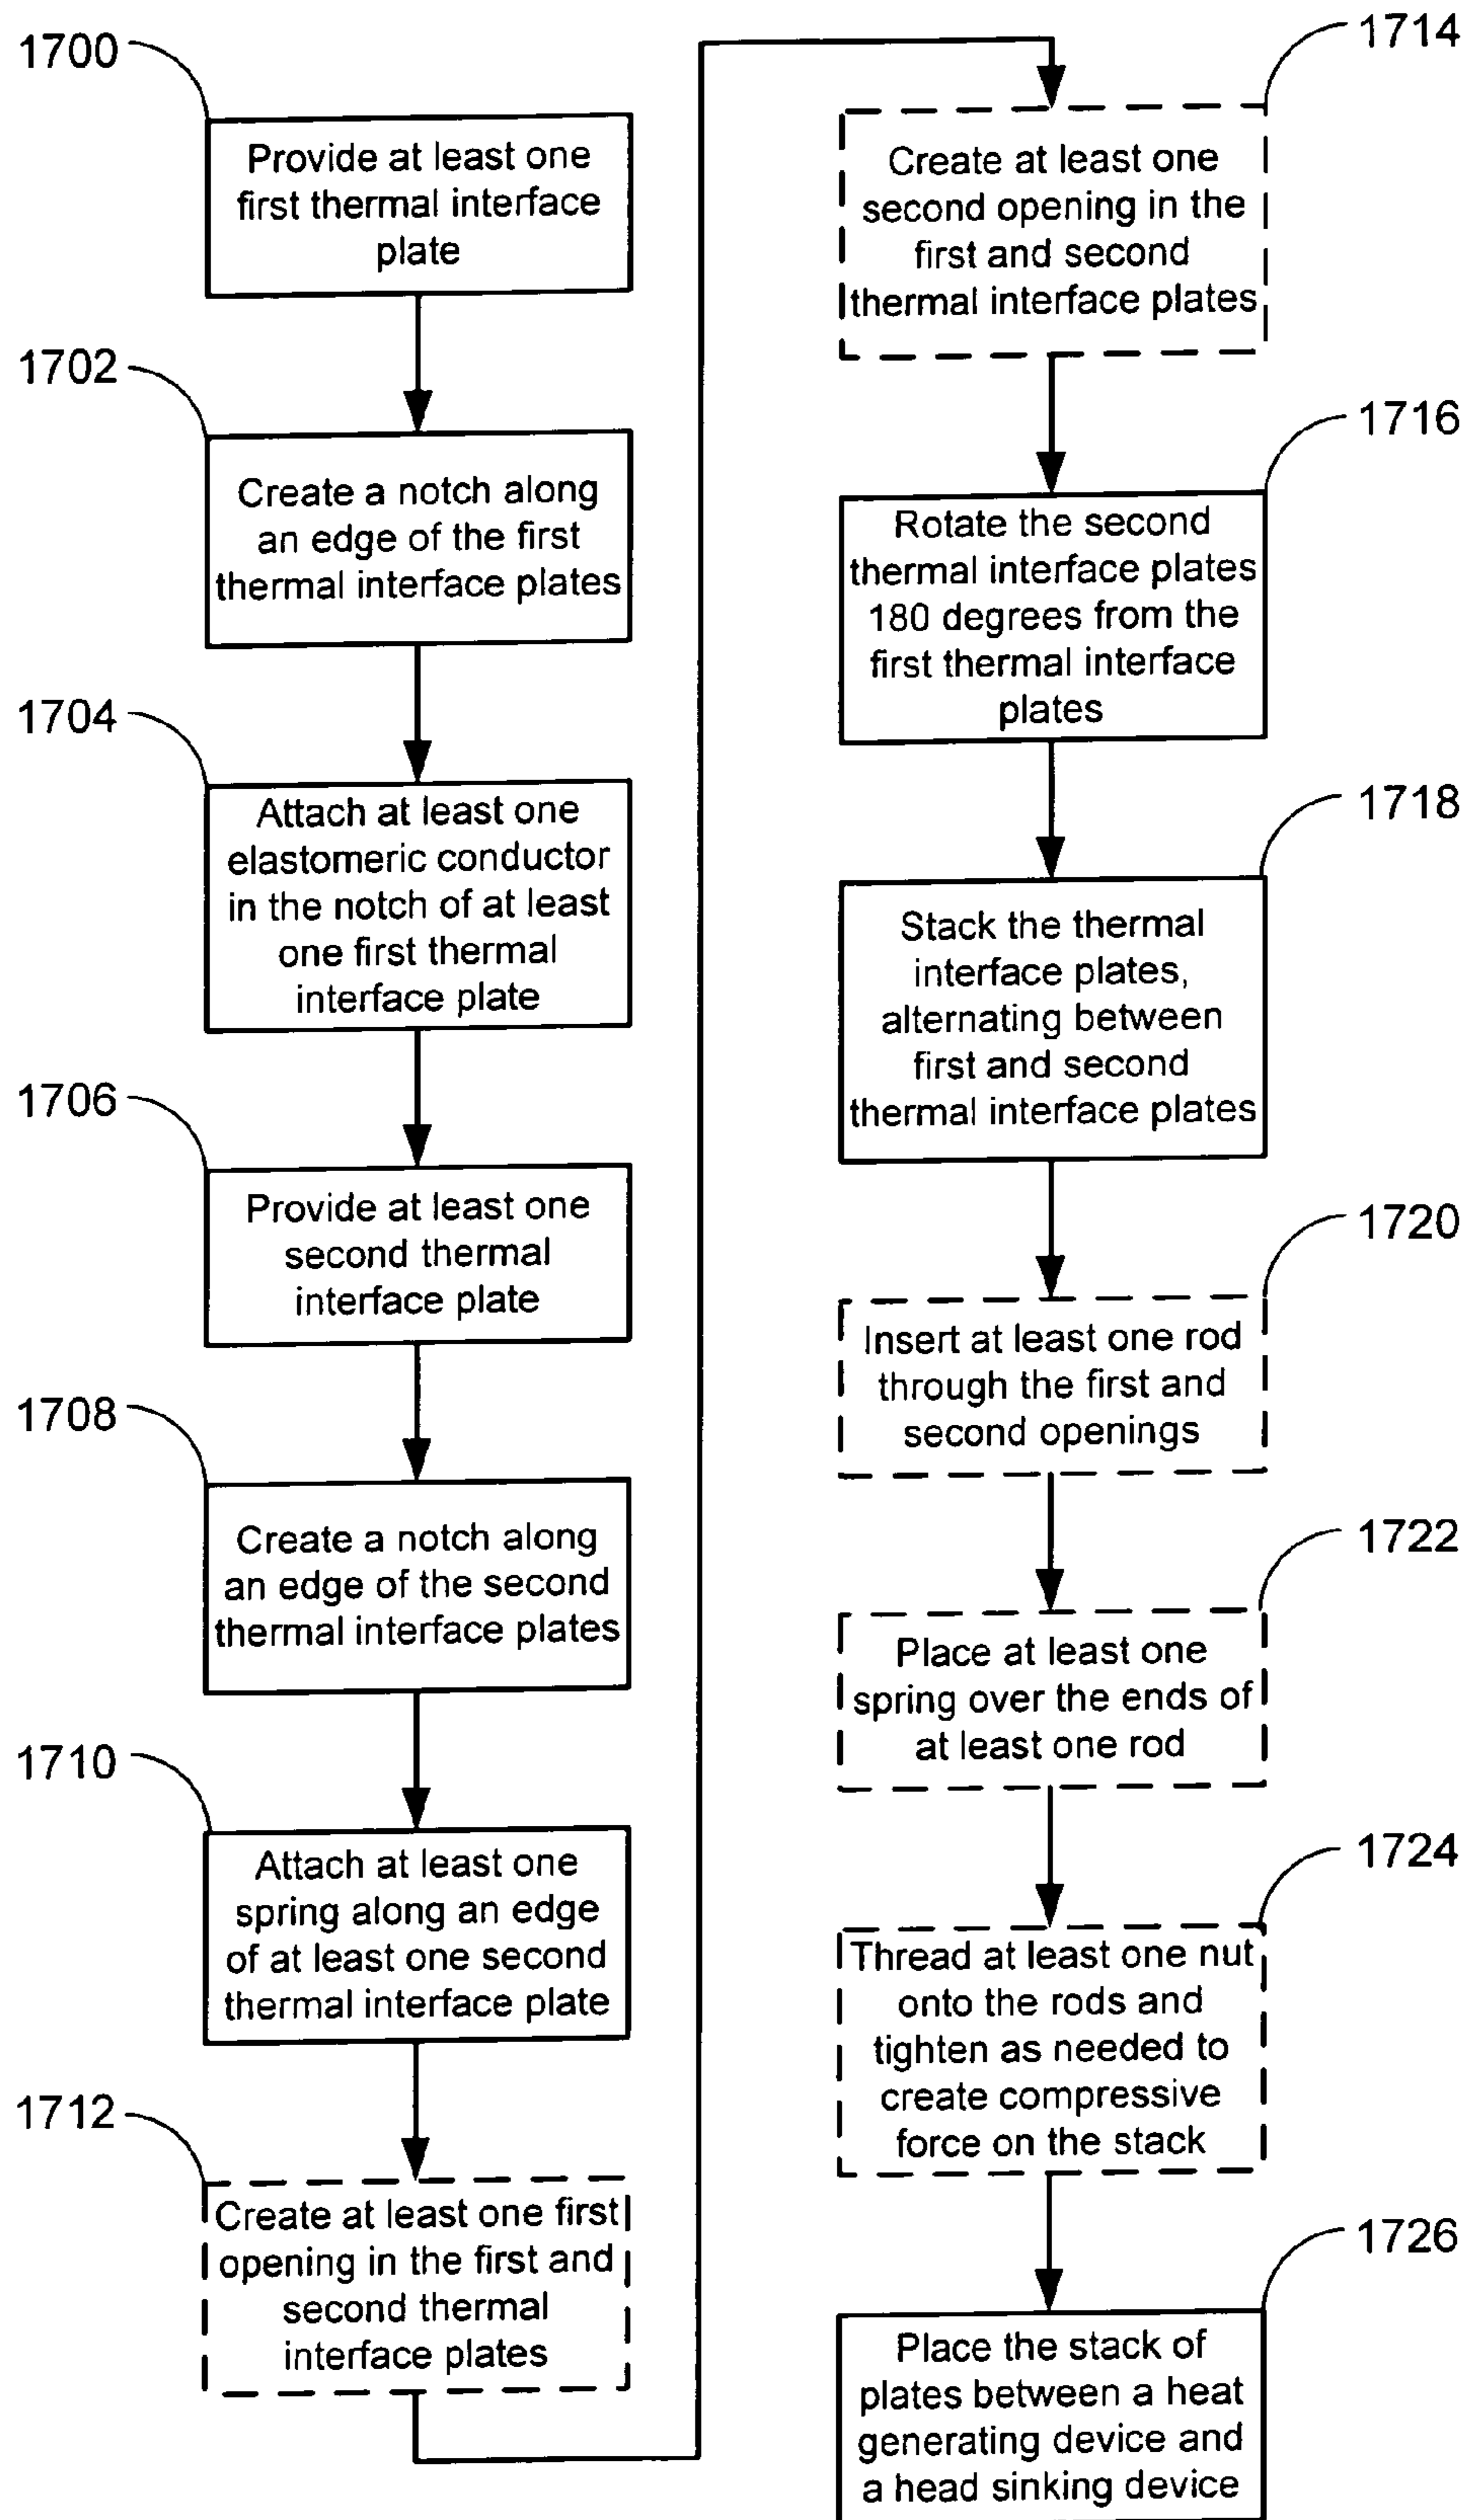 1700
Provide at least one
first thermal interface
plate
1702
Create a notch along
an edge of the first
thermal interface plates
1704
Attach at least one
elastomeric conductor
in the notch of at least
one first thermal
interface plate
1706
Provide at least one
second thermal
interface plate
1708
Create a notch along
an edge of the second
thermal interface plates
1710
Attach at least one
spring along an edge
of at least one second
thermal interface plate
1712
Create at least one first
opening in the first and
second thermal
interface plates
1714
Create at least one
second opening in the
first and second
thermal interface plates
1716
Rotate the second
thermal interface plates
180 degrees from the
first thermal interface
plates
1718
Stack the thermal
interface plates,
alternating between
first and second
thermal interface plates
1720
Insert at least one rod
through the first and
second openings
1722
Place at least one
spring over the ends of
at least one rod
1724
Thread at least one nut
onto the rods and
tighten as needed to
create compressive
force on the stack
1726
Place the stack of
plates between a heat
generating device and
a head sinking device